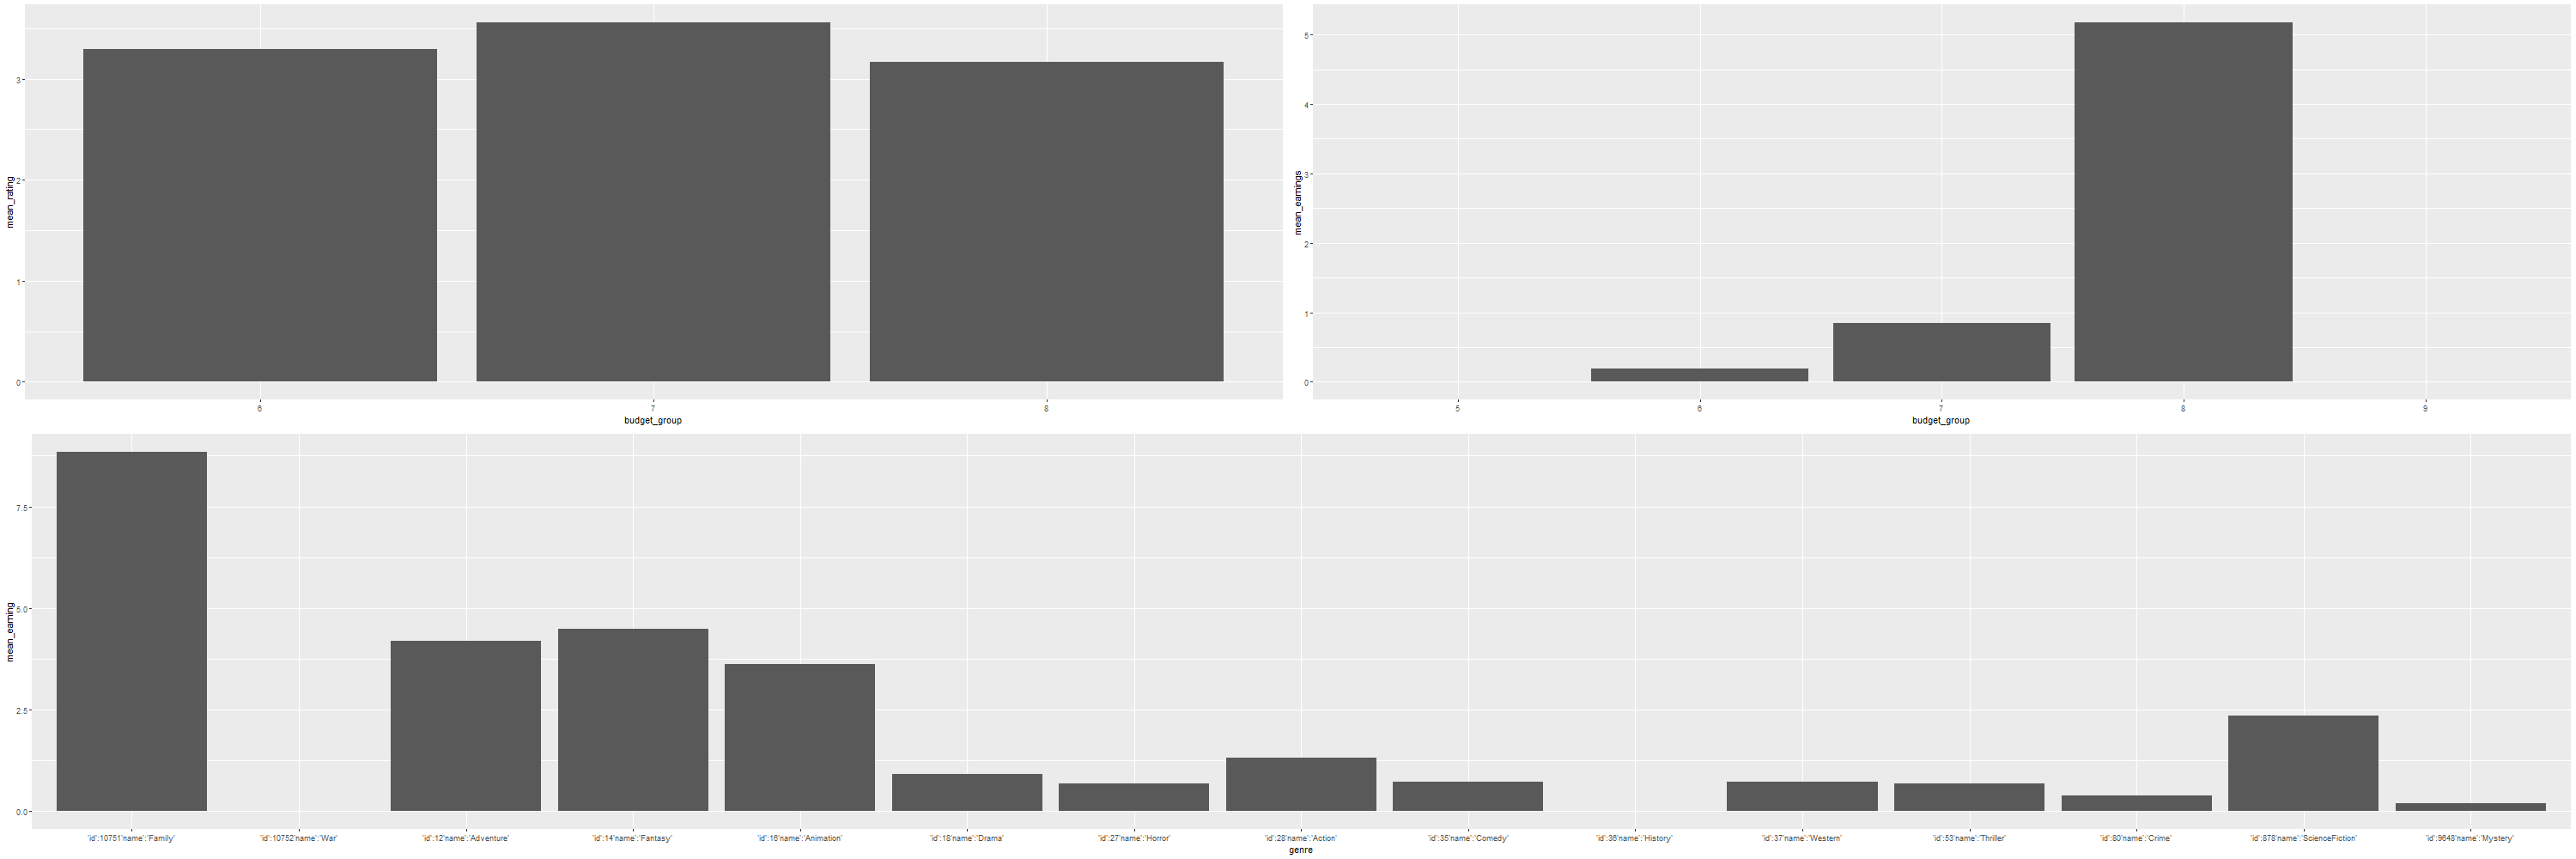 mean_rating
3
2
1
0
6 7 8
budget_group
mean_earnings
5
4
3
2
1
0
5 6 7 8 9
budget_group
mean_earning
7.5
5.0
2.5
0.0
'id':10751'name':'Family' 'id':10752'name':'War' 'id':12'name':'Adventure' 'id':14'name':'Fantasy' 'id':16'name':'Animation' 'id':18'name':'Drama' 'id':27'name':'Horror' 'id':28'name':'Action' 'id':35'name':'Comedy' 'id':36'name':'History' 'id':37'name':'Western' 'id':53'name':'Thriller' 'id':80'name':'Crime' 'id':878'name':'ScienceFiction' 'id':9648'name':'Mystery'
genre